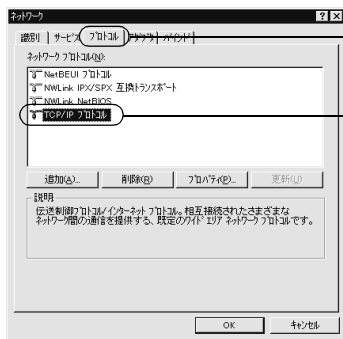 ネットワーク
識別 サービス プロトコル アダプタ バインド
ネットワーク プロトコル(N):
NetBEUI プロトコル
NWLink IPX/SPX 互換トランスポート
NWLink NetBIOS
TCP/IP プロトコル
追加(A)... 削除(R) プロパティ(P)... 更新(U)
説明
伝送制御プロトコル/インターネット プロトコル。相互接続されたさまざまな
ネットワーク間の通信を提供する、既定のワイド エリア ネットワーク プロトコルです。
OK キャンセル